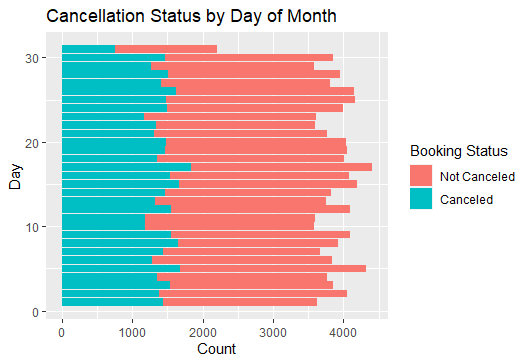 Cancellation Status by Day of Month
30
20
10
0
Day
0
1000
2000
3000
4000
Count
Booking Status
Not Canceled
Canceled